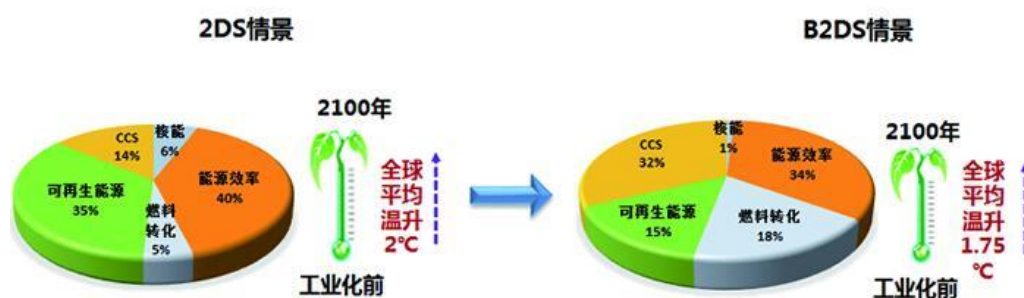 2DS情景
CCS
14%
核能
6%
能源效率
40%
可再生能源
35%
燃料
转化
5%
2100年
全球
平均
温升
2℃
工业化前
B2DS情景
CCS
32%
核能
1%
能源效率
34%
可再生能源
15%
燃料转化
18%
2100年
全球
平均
温升
1.75
℃
工业化前